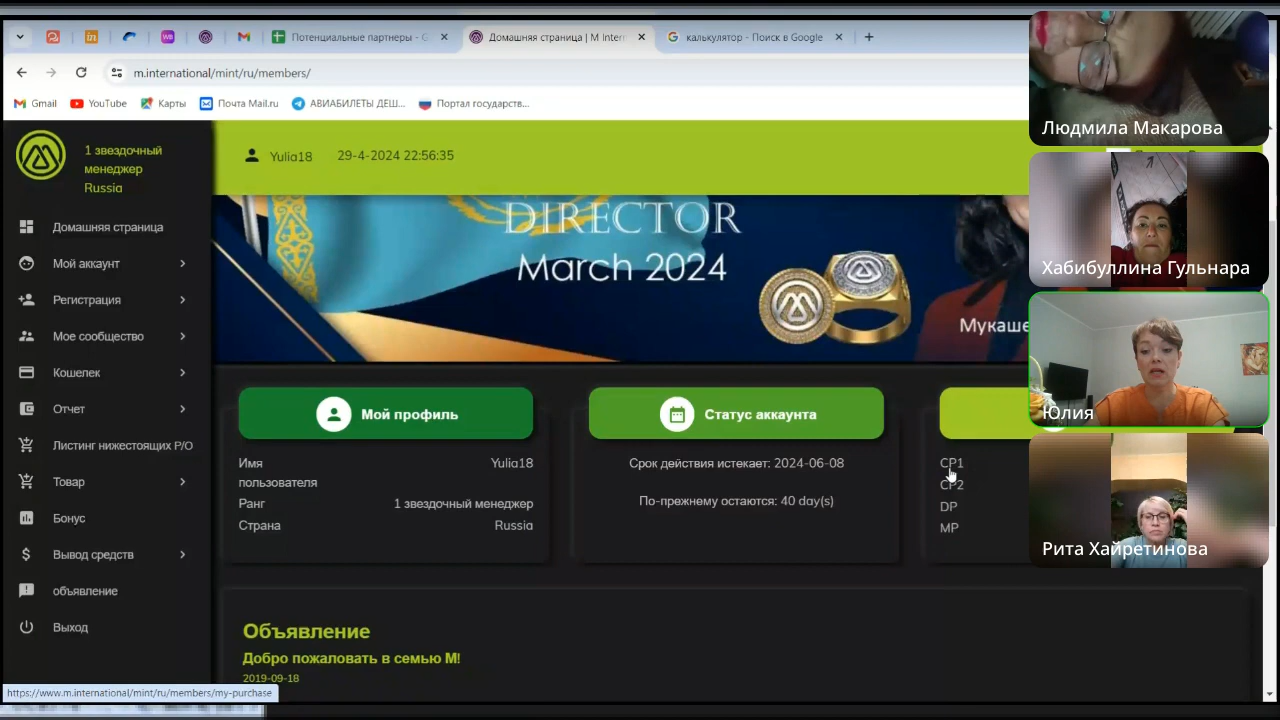 Потенциальные партнеры - G
Домашняя страница | M Intern
калькулятор - Поиск в Google
m.international/mint/ru/members/
Gmail
YouTube
Карты
Почта Mail.ru
АВИАБИЛЕТЫ ДЕШ...
Портал государств...
1 звездочный
менеджер
Russia
Yulia18
29-4-2024 22:56:35
Домашняя страница
Мой аккаунт
Регистрация
Мое сообщество
Кошелек
Отчет
Листинг нижестоящих P/O
Товар
Бонус
Вывод средств
объявление
Выход
DIRECTOR
March 2024
Мукаше
Мой профиль
Имя
пользователя
Yulia18
Ранг
1 звездочный менеджер
Страна
Russia
Статус аккаунта
Срок действия истекает: 2024-06-08
По-прежнему остаются: 40 day(s)
CP1
CP2
DP
MP
Объявление
Добро пожаловать в семью М!
2019-09-18
https://www.m.international/mint/ru/members/my-purchase
Людмила Макарова
Хабибуллина Гульнара
Юлия
Рита Хайретинова